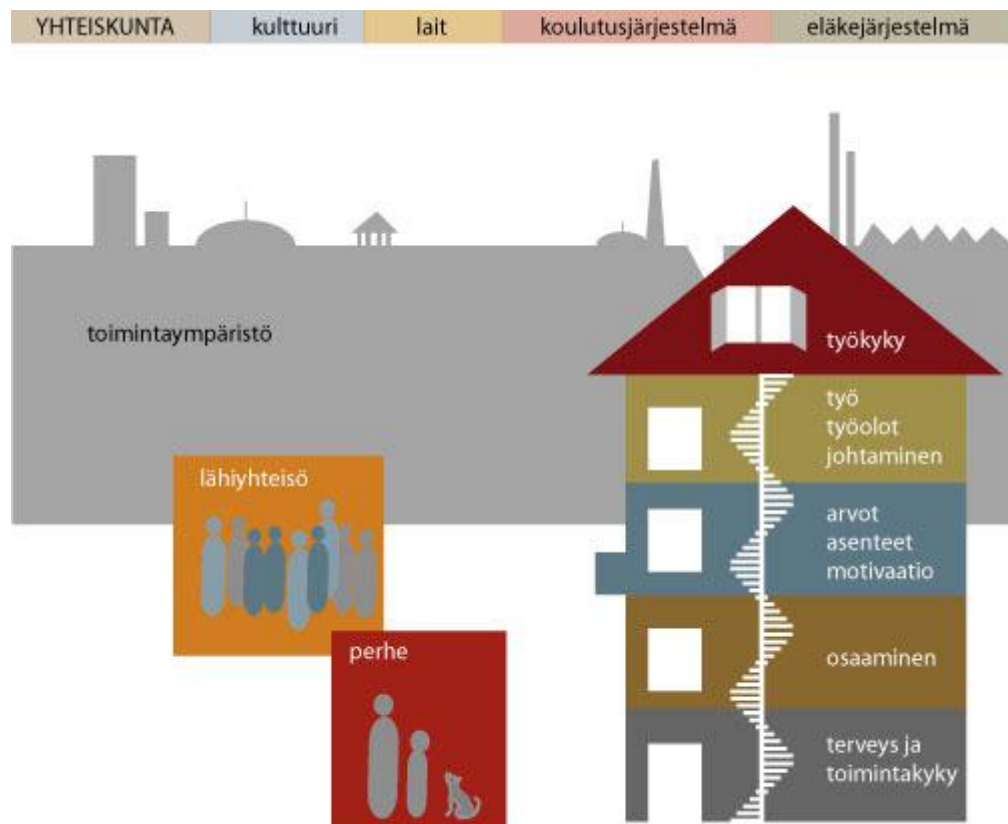 YHTEISKUNTA kulttuuri lait koulutusjärjestelmä eläkejärjestelmä
toimintaympäristö
työkyky
työ
työolot
johtaminen
lähiyhteisö
arvot
asenteet
motivaatio
perhe
osaaminen
terveys ja
toimintakyky